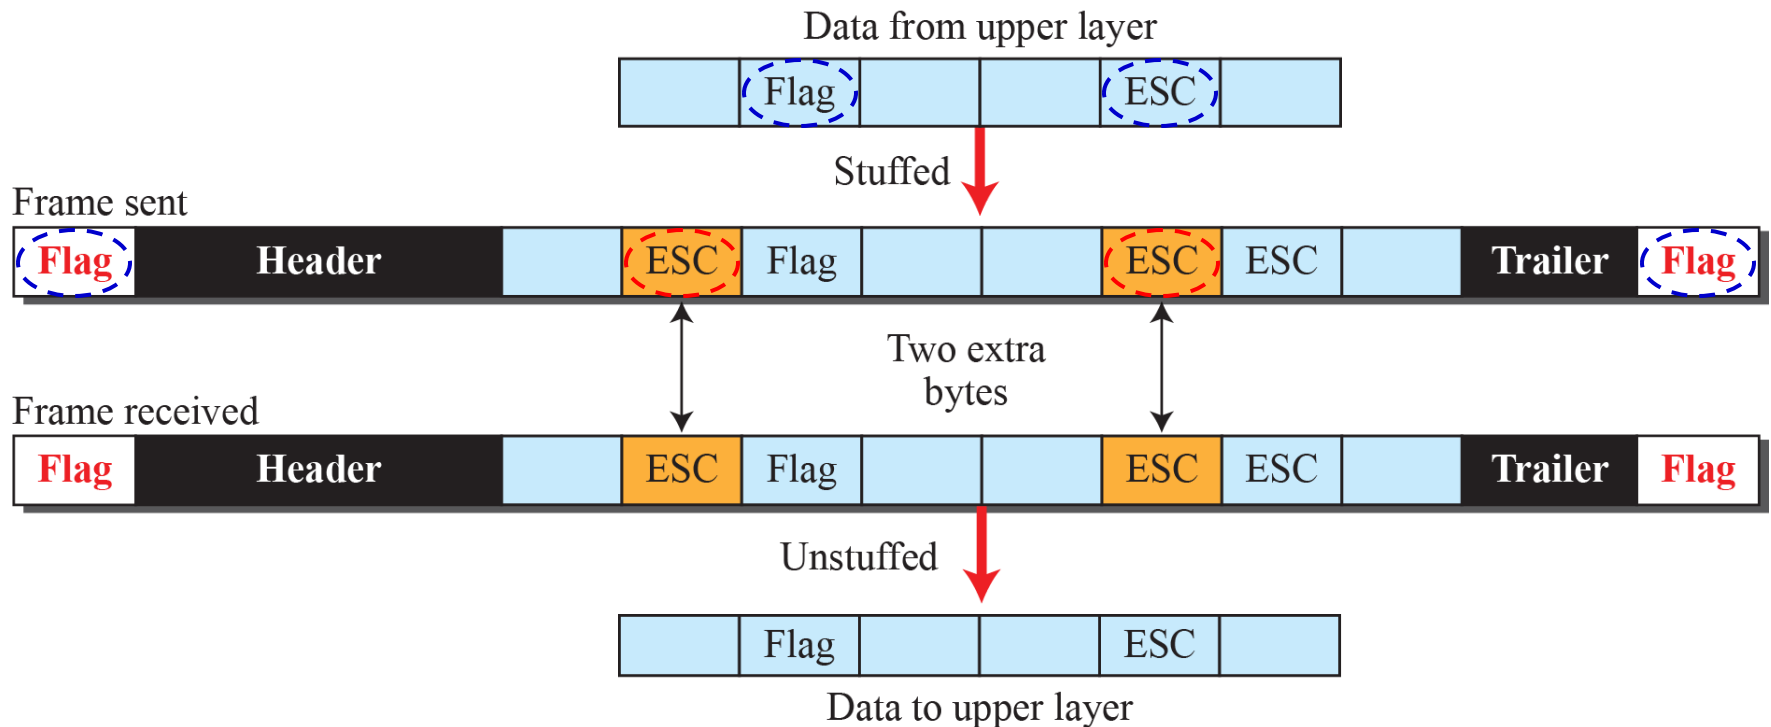 Data from upper layer
Flag ESC
Stuffed
Frame sent
Flag Header ESC Flag ESC ESC Trailer Flag
Two extra
bytes
Frame received
Flag Header ESC Flag ESC ESC Trailer Flag
Unstuffed
Flag ESC
Data to upper layer